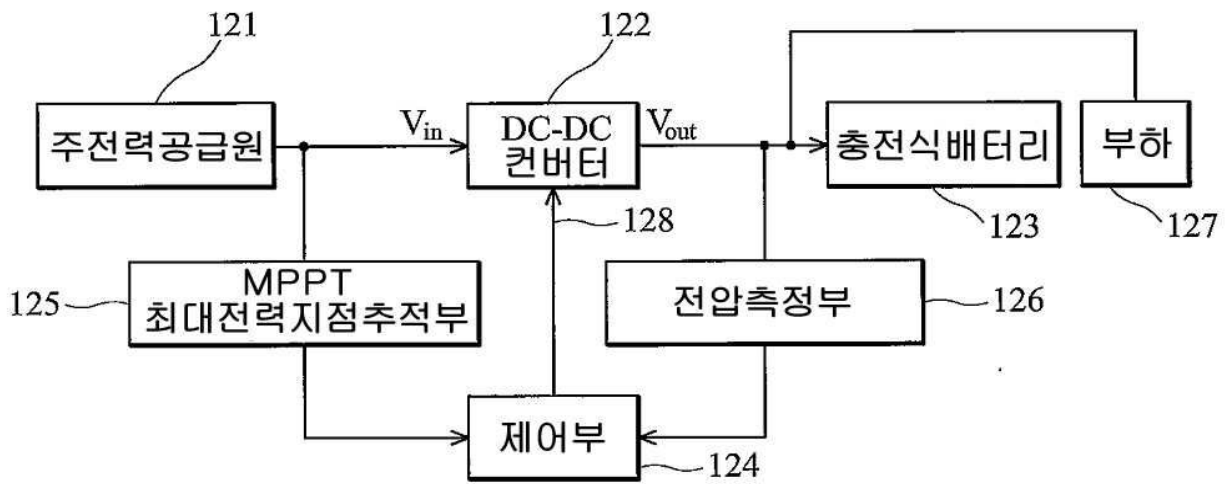 121
122
주전력공급원
V_in
DC-DC
컨버터
V_out
충전식배터리
부하
128
123
127
MPPT
최대전력지점추적부
125
전압측정부
126
제어부
124